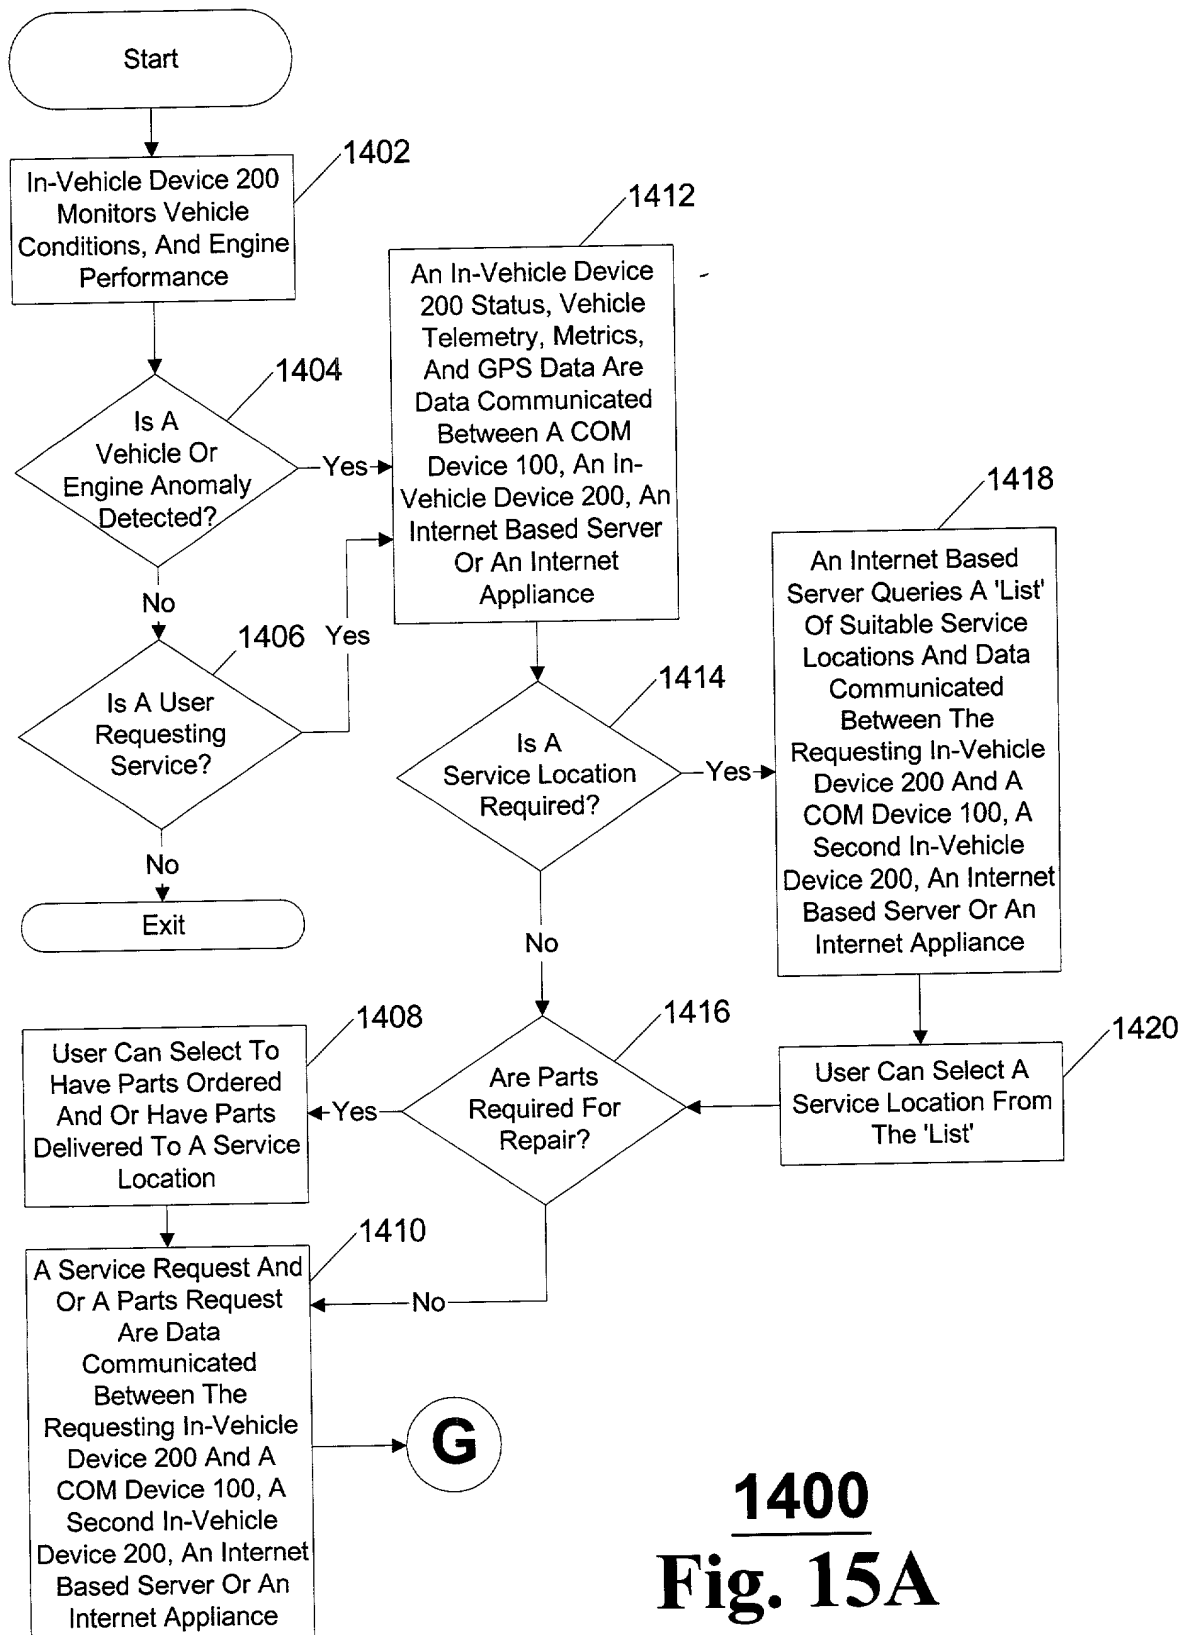 Start
1402
In-Vehicle Device 200
Monitors Vehicle
Conditions, And Engine
Performance
1404
Is A
Vehicle Or
Engine Anomaly
Detected?
Yes
No
1406
Is A User
Requesting
Service?
Yes
No
Exit
1412
An In-Vehicle Device
200 Status, Vehicle
Telemetry, Metrics,
And GPS Data Are
Data Communicated
Between A COM
Device 100, An In-
Vehicle Device 200, An
Internet Based Server
Or An Internet
Appliance
1414
Is A
Service Location
Required?
Yes
No
1418
An Internet Based
Server Queries A 'List'
Of Suitable Service
Locations And Data
Communicated
Between The
Requesting In-Vehicle
Device 200 And A
COM Device 100, A
Second In-Vehicle
Device 200, An Internet
Based Server Or An
Internet Appliance
1420
User Can Select A
Service Location From
The 'List'
1416
Are Parts
Required For
Repair?
Yes
No
1408
User Can Select To
Have Parts Ordered
And Or Have Parts
Delivered To A Service
Location
1410
A Service Request And
Or A Parts Request
Are Data
Communicated
Between The
Requesting In-Vehicle
Device 200 And A
COM Device 100, A
Second In-Vehicle
Device 200, An Internet
Based Server Or An
Internet Appliance
G
1400
Fig. 15A